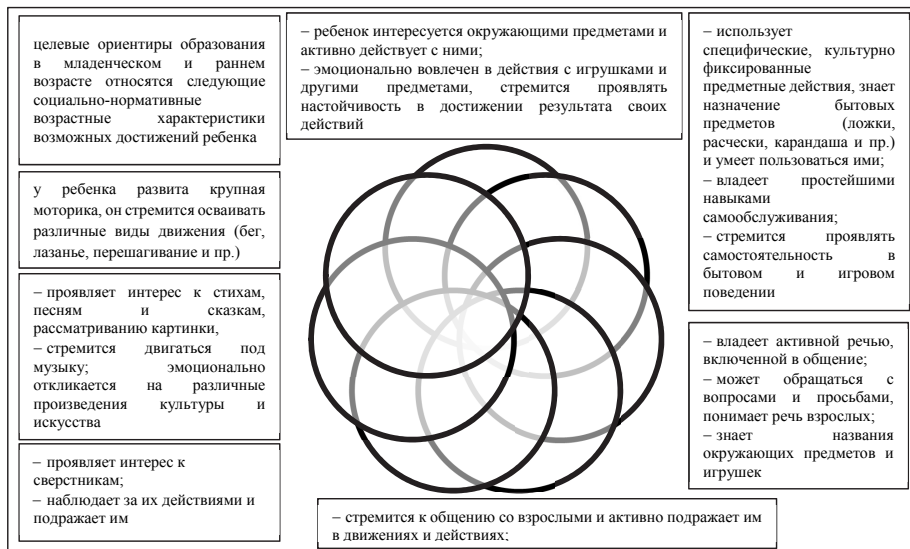 целевые ориентиры образования
в младенческом и раннем
возрасте относятся следующие
социально-нормативные
возрастные характеристики
возможных достижений ребенка
– ребенок интересуется окружающими предметами и
активно действует с ними;
– эмоционально вовлечен в действия с игрушками и
другими предметами, стремится проявлять
настойчивость в достижении результата своих
действий
– использует
специфические, культурно
фиксированные
предметные действия, знает
назначение бытовых
предметов (ложки,
расчески, карандаша и пр.)
и умеет пользоваться ими;
– владеет простейшими
навыками
самообслуживания;
– стремится проявлять
самостоятельность в
бытовом и игровом
поведении
у ребенка развита крупная
моторика, он стремится осваивать
различные виды движения (бег,
лазанье, перешагивание и пр.)
– проявляет интерес к стихам,
песням и сказкам,
рассматриванию картинки,
– стремится двигаться под
музыку; эмоционально
откликается на различные
произведения культуры и
искусства
– владеет активной речью,
включенной в общение;
– может обращаться с
вопросами и просьбами,
понимает речь взрослых;
– знает названия
окружающих предметов и
игрушек
– проявляет интерес к
сверстникам;
– наблюдает за их действиями и
подражает им
– стремится к общению со взрослыми и активно подражает им
в движениях и действиях;